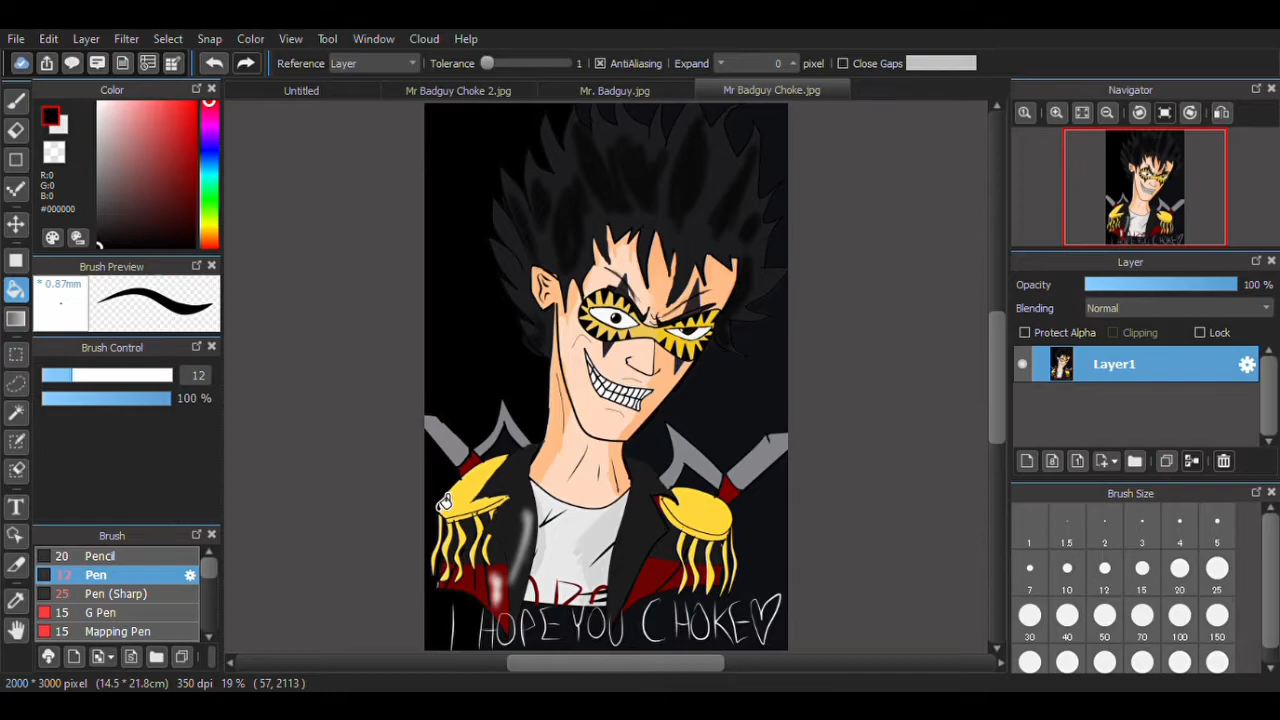 File Edit Layer Filter Select Snap Color View Tool Window Cloud Help
Reference Layer Tolerance 1 AntiAliasing Expand 0 pixel Close Gaps
Color Untitled Mr Badguy Choke 2.jpg Mr. Badguy.jpg Mr Badguy Choke.jpg Navigator
R:0
G:0
B:0
#000000
Brush Preview
* 0.87mm
Brush Control
12
100 %
Brush
20 Pencil
12 Pen
25 Pen (Sharp)
15 G Pen
15 Mapping Pen
I HOPE YOU CHOKE♡
Layer
Opacity 100 %
Blending Normal
Protect Alpha Clipping Lock
Layer1
Brush Size
1 1.5 2 3 4 5
7 10 12 15 20 25
30 40 50 70 100 150
2000 * 3000 pixel (14.5 * 21.8cm) 350 dpi 19 % ( 57, 2113 )